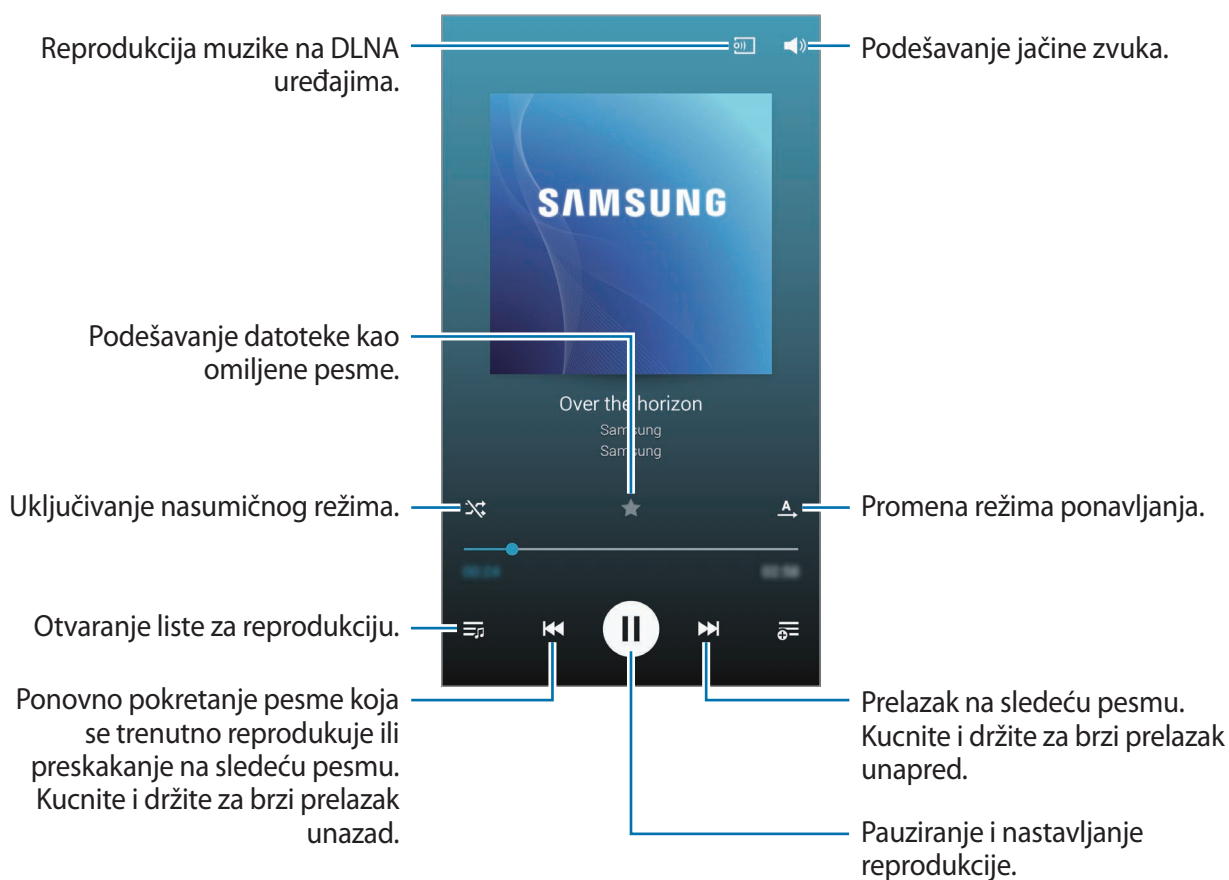 Reprodukcija muzike na DLNA
uređajima.
Podešavanje jačine zvuka.
SAMSUNG
Podešavanje datoteke kao
omiljene pesme.
Over the horizon
Samsung
Samsung
Uključivanje nasumičnog režima.
A
Promena režima ponavljanja.
Otvaranje liste za reprodukciju.
Ponovno pokretanje pesme koja
se trenutno reprodukuje ili
preskakanje na sledeću pesmu.
Kucnite i držite za brzi prelazak
unazad.
Prelazak na sledeću pesmu.
Kucnite i držite za brzi prelazak
unapred.
Pauziranje i nastavljanje
reprodukcije.